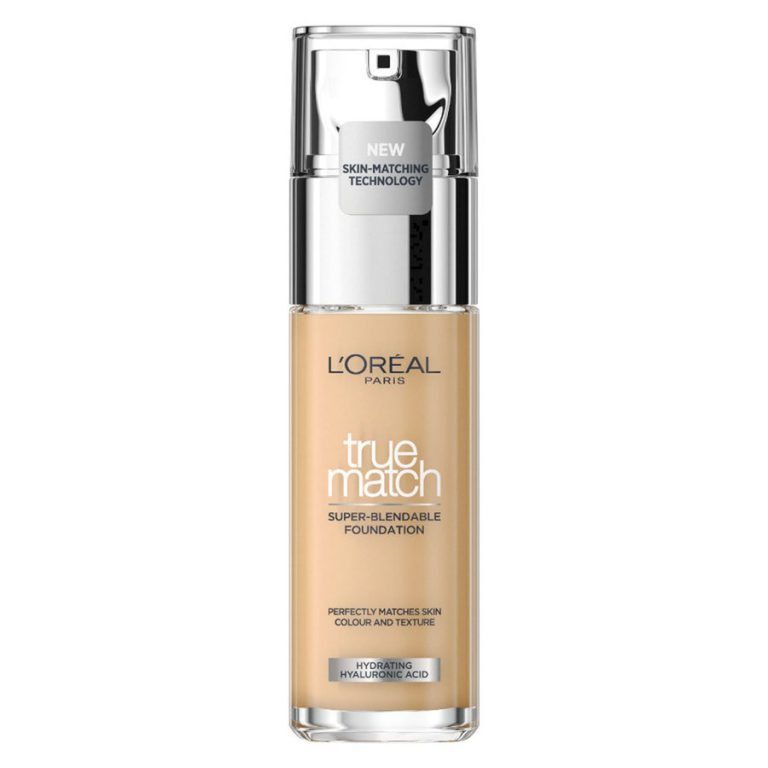 NEW
SKIN-MATCHING
TECHNOLOGY
L'ORÉAL
PARIS
true
match
SUPER-BLENDABLE
FOUNDATION
PERFECTLY MATCHES SKIN
COLOUR AND TEXTURE
HYDRATING
HYALURONIC ACID